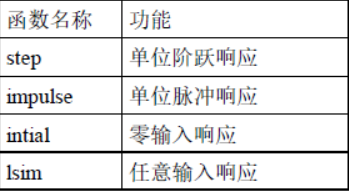 函数名称 功能
step 单位阶跃响应
impulse 单位脉冲响应
intial 零输入响应
lsim 任意输入响应